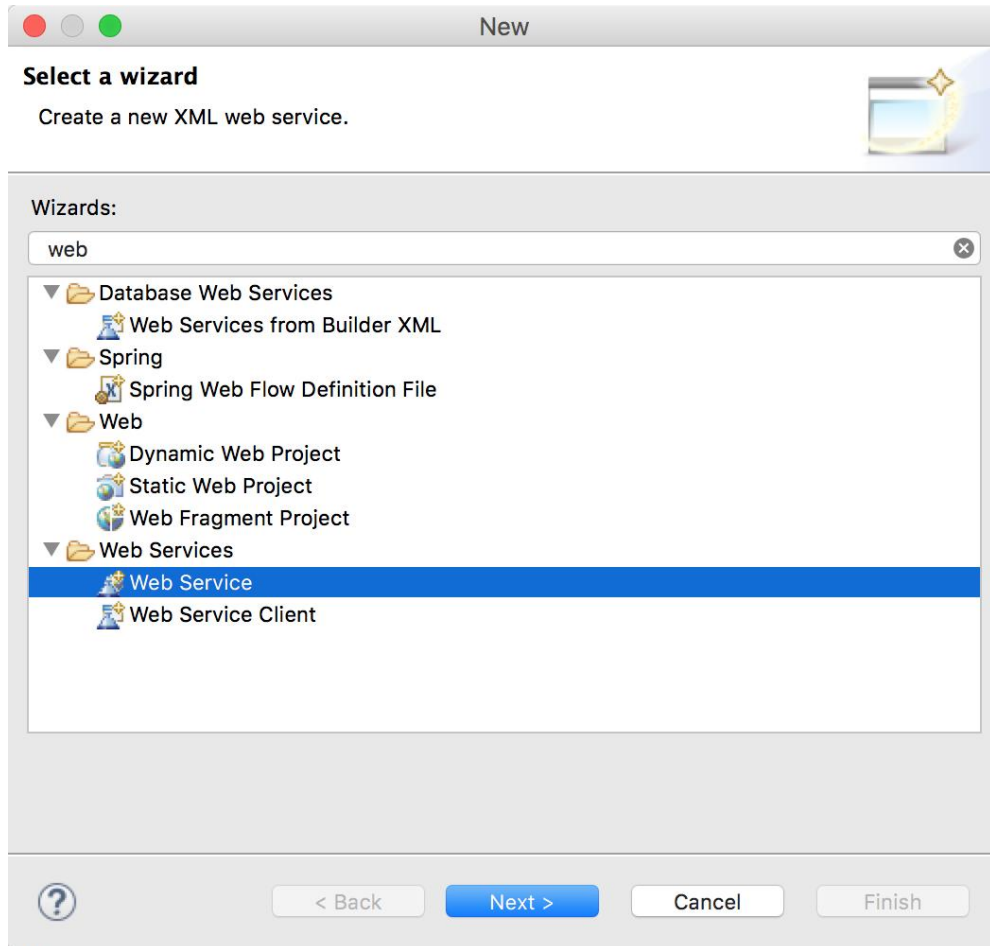 New
Select a wizard
Create a new XML web service.
Wizards:
web
Database Web Services
Web Services from Builder XML
Spring
Spring Web Flow Definition File
Web
Dynamic Web Project
Static Web Project
Web Fragment Project
Web Services
Web Service
Web Service Client
? < Back Next > Cancel Finish